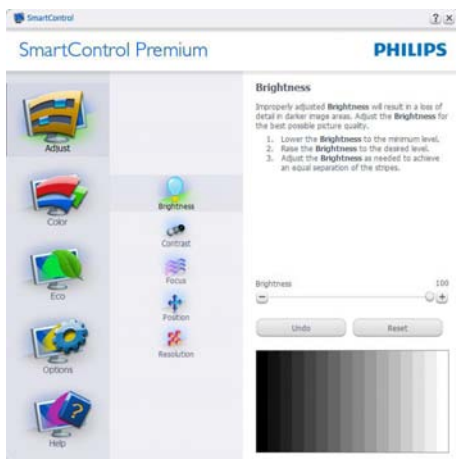 SmartControl
SmartControl Premium
PHILIPS
Adjust
Color
Eco
Options
Help
Brightness
Contrast
Focus
Position
Resolution
Brightness
Improperly adjusted Brightness will result in a loss of
detail in darker image areas. Adjust the Brightness for
the best possible picture quality.
1. Lower the Brightness to the minimum level.
2. Raise the Brightness to the desired level.
3. Adjust the Brightness as needed to achieve
an equal separation of the stripes.
Brightness 100
Undo Reset